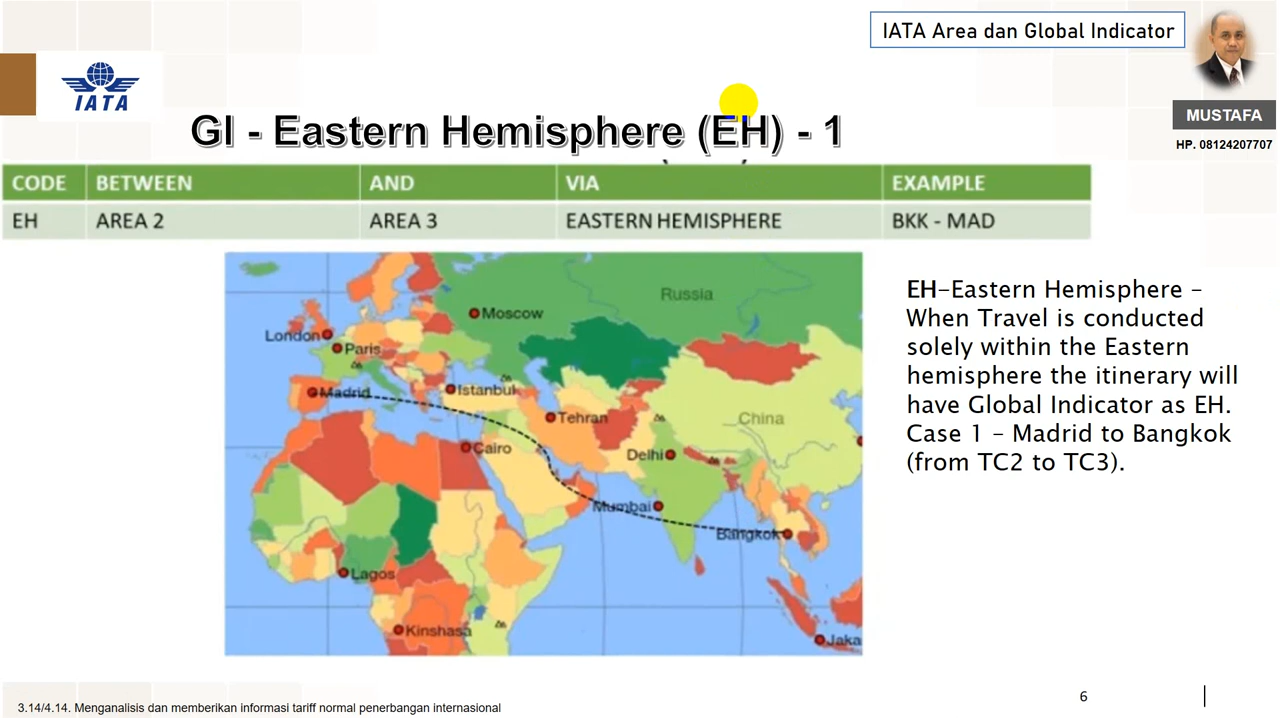 IATA Area dan Global Indicator
IATA
MUSTAFA
HP. 08124207707
GI - Eastern Hemisphere (EH) - 1
CODE BETWEEN AND VIA EXAMPLE
EH AREA 2 AREA 3 EASTERN HEMISPHERE BKK - MAD
Russia
Moscow
London
Paris
Madrid
Istanbul
Tehran
China
Cairo
Delhi
Mumbai
Bangkok
Lagos
Kinshasa
Jaka
EH-Eastern Hemisphere –
When Travel is conducted
solely within the Eastern
hemisphere the itinerary will
have Global Indicator as EH.
Case 1 – Madrid to Bangkok
(from TC2 to TC3).
3.14/4.14. Menganalisis dan memberikan informasi tariff normal penerbangan internasional
6